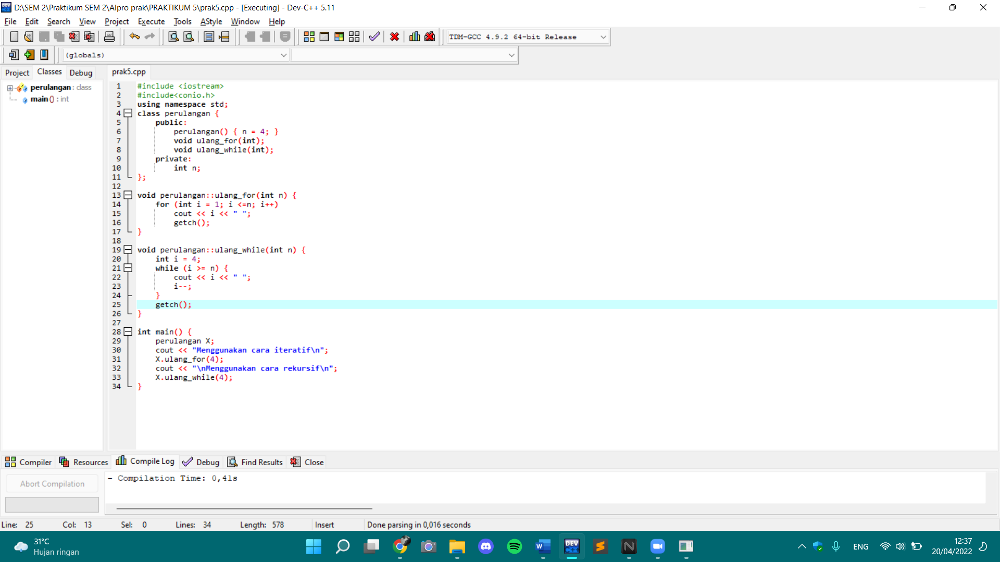 D:\SEM 2\Praktikum SEM 2\Alpro prak\PRAKTIKUM 5\prak5.cpp - [Executing] - Dev-C++ 5.11
File Edit Search View Project Execute Tools AStyle Window Help
TDM-GCC 4.9.2 64-bit Release
(globals)
Project Classes Debug
prak5.cpp
perulangan : class
main () : int
1 #include <iostream>
2 #include<conio.h>
3 using namespace std;
4 class perulangan {
5 public:
6 perulangan() { n = 4; }
7 void ulang_for(int);
8 void ulang_while(int);
9 private:
10 int n;
11 };
12
13 void perulangan::ulang_for(int n) {
14 for (int i = 1; i <=n; i++)
15 cout << i << " ";
16 getch();
17 }
18
19 void perulangan::ulang_while(int n) {
20 int i = 4;
21 while (i >= n) {
22 cout << i << " ";
23 i--;
24 }
25 getch();
26 }
27
28 int main() {
29 perulangan X;
30 cout << "Menggunakan cara iteratif\n";
31 X.ulang_for(4);
32 cout << "\nMenggunakan cara rekursif\n";
33 X.ulang_while(4);
34 }
Compiler Resources Compile Log Debug Find Results Close
Abort Compilation
- Compilation Time: 0,41s
Line: 25 Col: 13 Sel: 0 Lines: 34 Length: 578 Insert Done parsing in 0,016 seconds
31°C
Hujan ringan
DEV
C++
ENG
12:37
20/04/2022